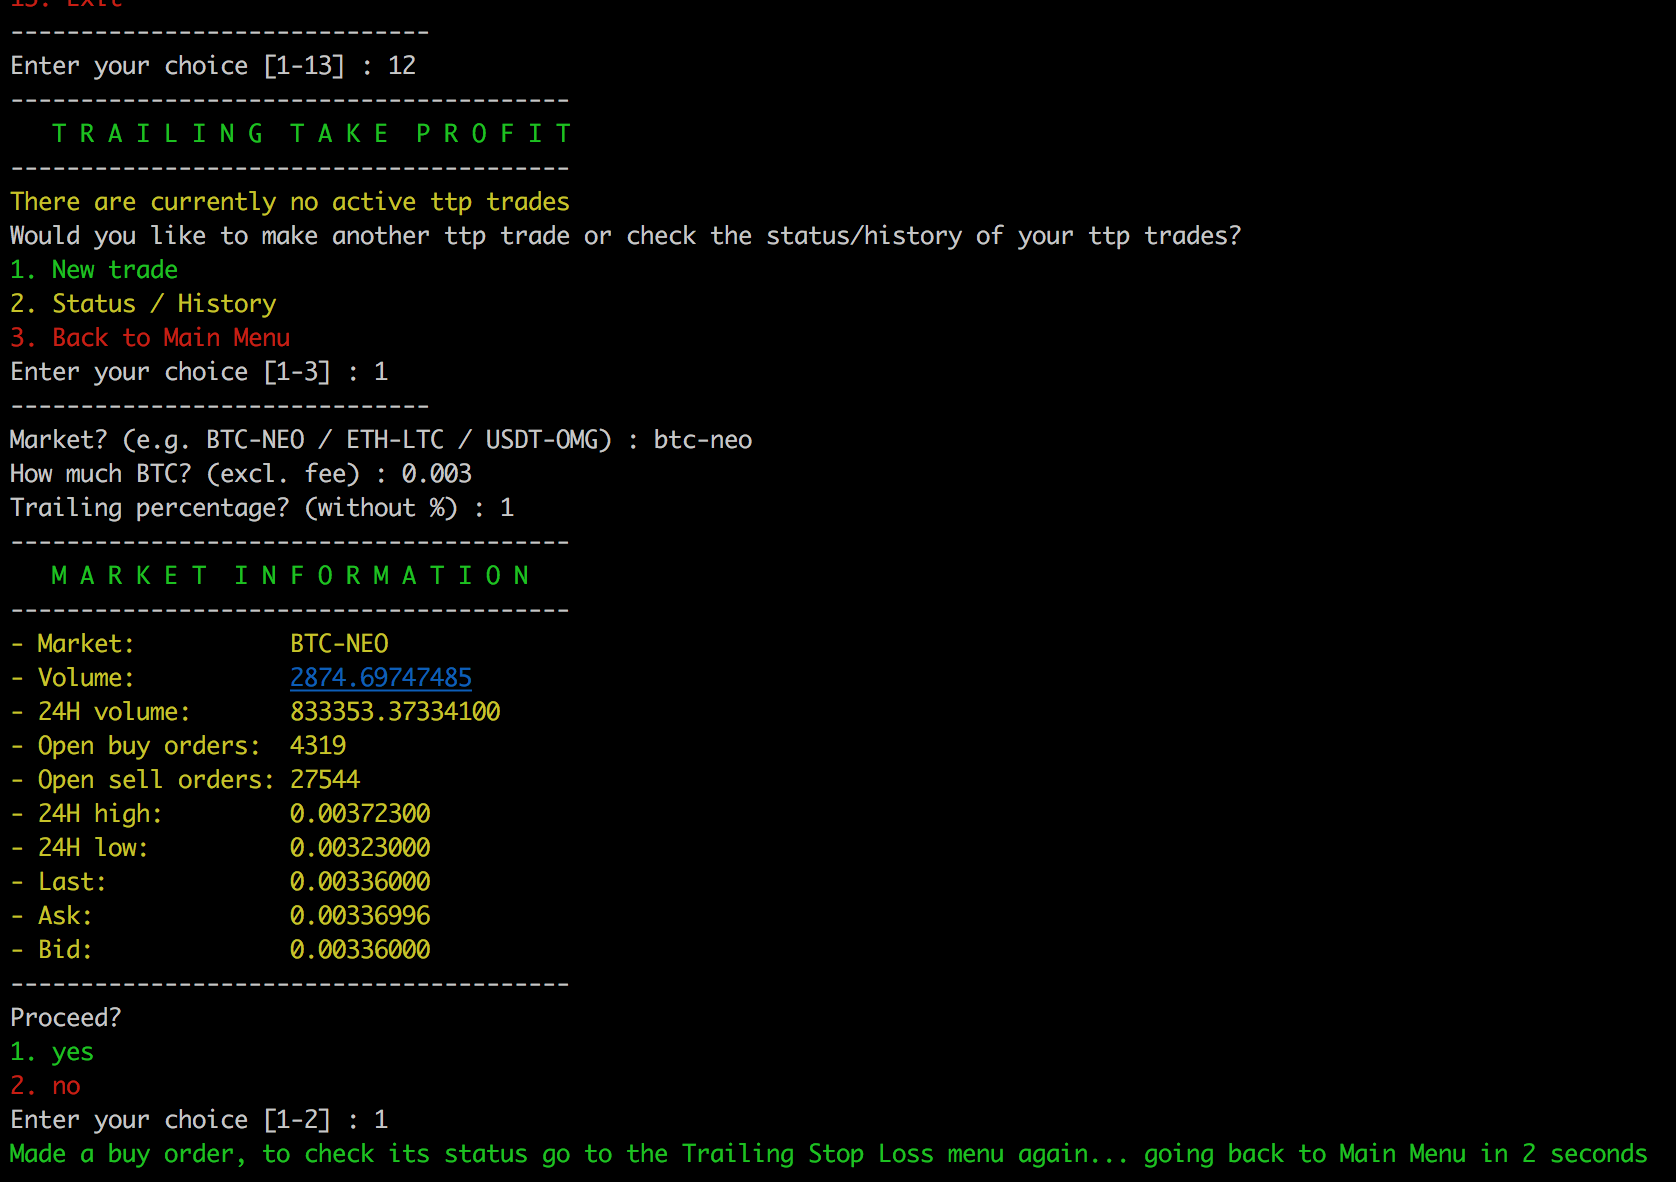 13. Exit
------------------------------
Enter your choice [1-13] : 12
----------------------------------------
   T R A I L I N G  T A K E  P R O F I T
----------------------------------------
There are currently no active ttp trades
Would you like to make another ttp trade or check the status/history of your ttp trades?
1. New trade
2. Status / History
3. Back to Main Menu
Enter your choice [1-3] : 1
------------------------------
Market? (e.g. BTC-NEO / ETH-LTC / USDT-OMG) : btc-neo
How much BTC? (excl. fee) : 0.003
Trailing percentage? (without %) : 1
----------------------------------------
   M A R K E T  I N F O R M A T I O N
----------------------------------------
- Market:           BTC-NEO
- Volume:           2874.69747485
- 24H volume:       833353.37334100
- Open buy orders:  4319
- Open sell orders: 27544
- 24H high:         0.00372300
- 24H low:          0.00323000
- Last:             0.00336000
- Ask:              0.00336996
- Bid:              0.00336000
----------------------------------------
Proceed?
1. yes
2. no
Enter your choice [1-2] : 1
Made a buy order, to check its status go to the Trailing Stop Loss menu again... going back to Main Menu in 2 seconds